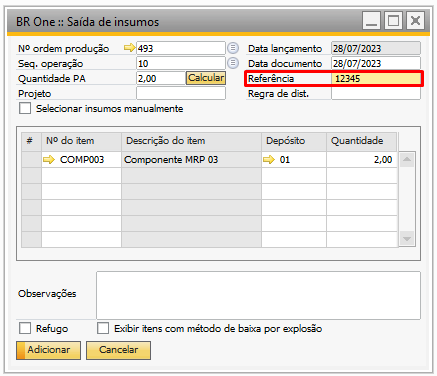 BR One :: Saída de insumos
Nº ordem produção 493 Data lançamento 28/07/2023
Seq. operação 10 Data documento 28/07/2023
Quantidade PA 2,00 Calcular Referência 12345
Projeto Regra de dist.
Selecionar insumos manualmente
# Nº do item Descrição do item Depósito Quantidade
COMP003 Componente MRP 03 01 2,00
Observações
Refugo Exibir itens com método de baixa por explosão
Adicionar Cancelar